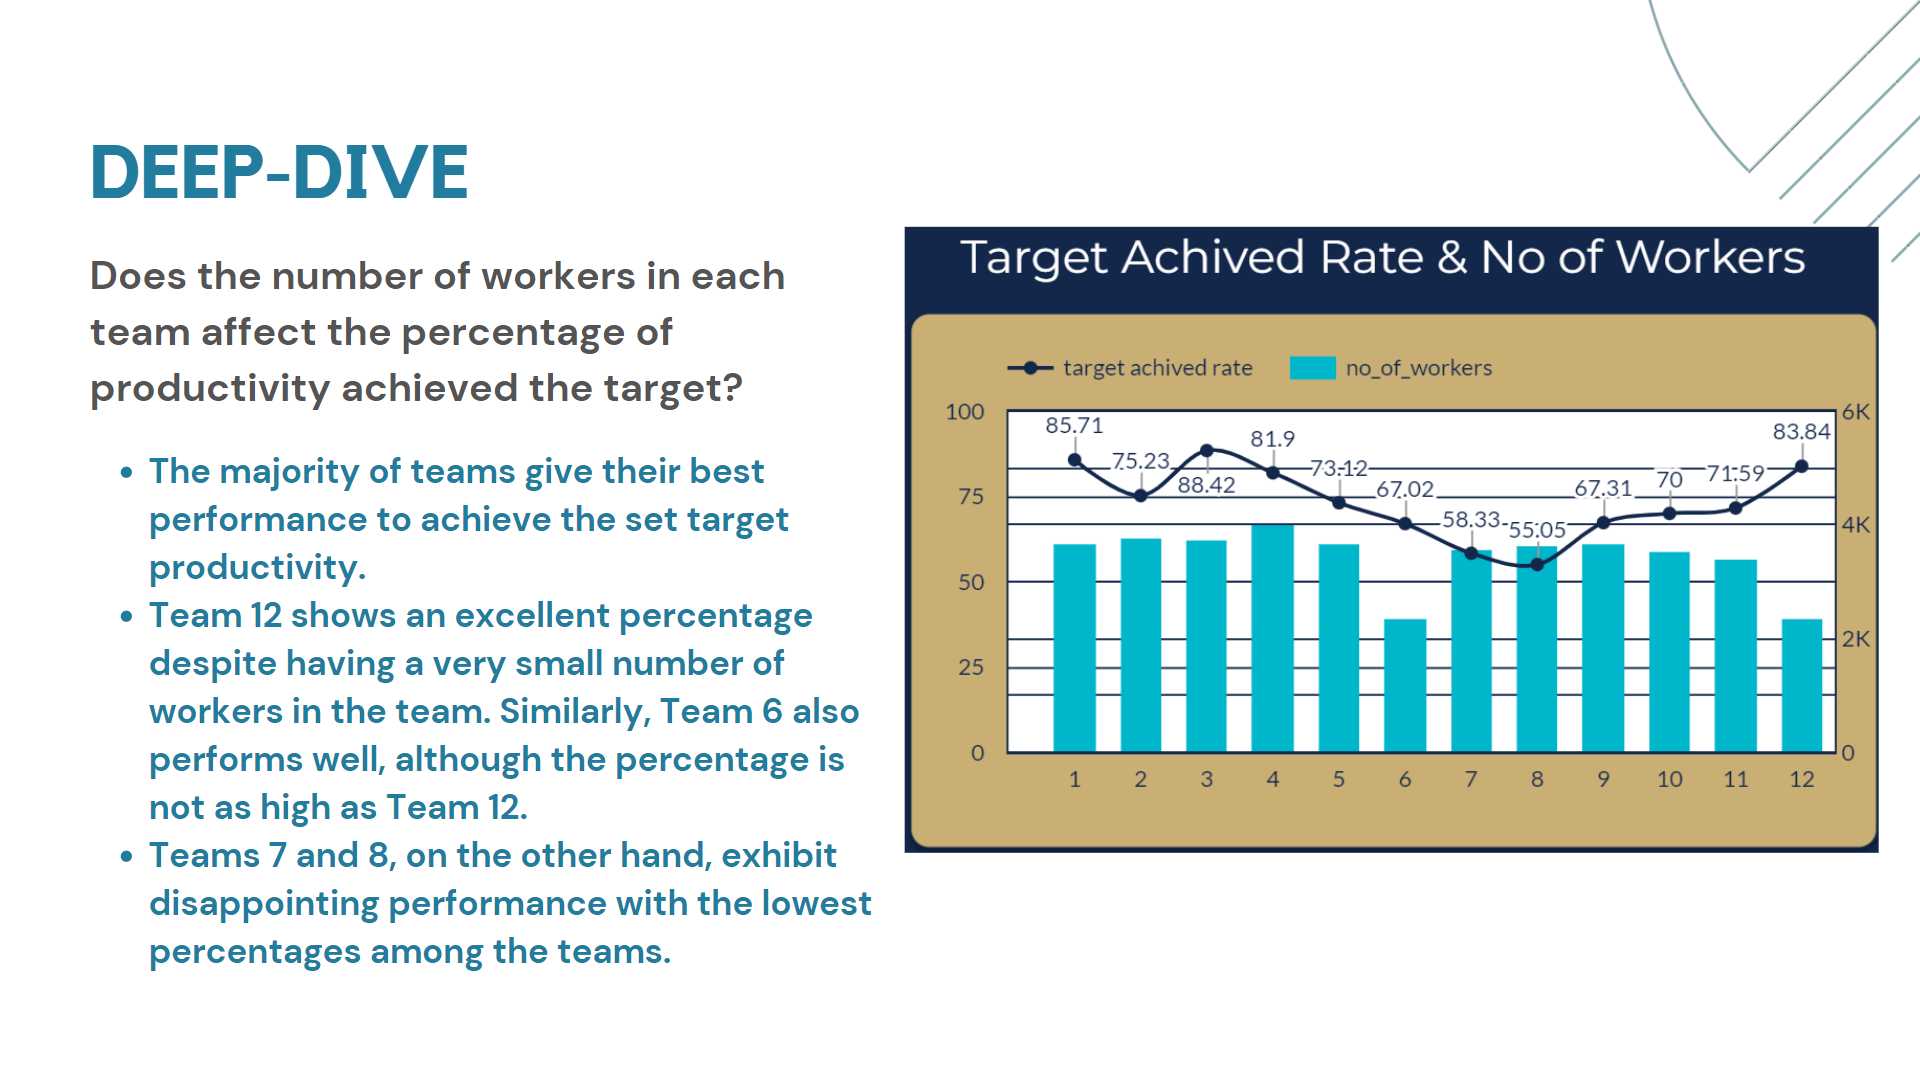 DEEP-DIVE
Does the number of workers in each
team affect the percentage of
productivity achieved the target?
• The majority of teams give their best
performance to achieve the set target
productivity.
• Team 12 shows an excellent percentage
despite having a very small number of
workers in the team. Similarly, Team 6 also
performs well, although the percentage is
not as high as Team 12.
• Teams 7 and 8, on the other hand, exhibit
disappointing performance with the lowest
percentages among the teams.
Target Achived Rate & No of Workers
target achived rate no_of_workers
100 6K
85.71 75.23 88.42 81.9 73.12 67.02 58.33 55.05 67.31 70 71.59 83.84
75
4K
50
2K
25
0 0
1 2 3 4 5 6 7 8 9 10 11 12